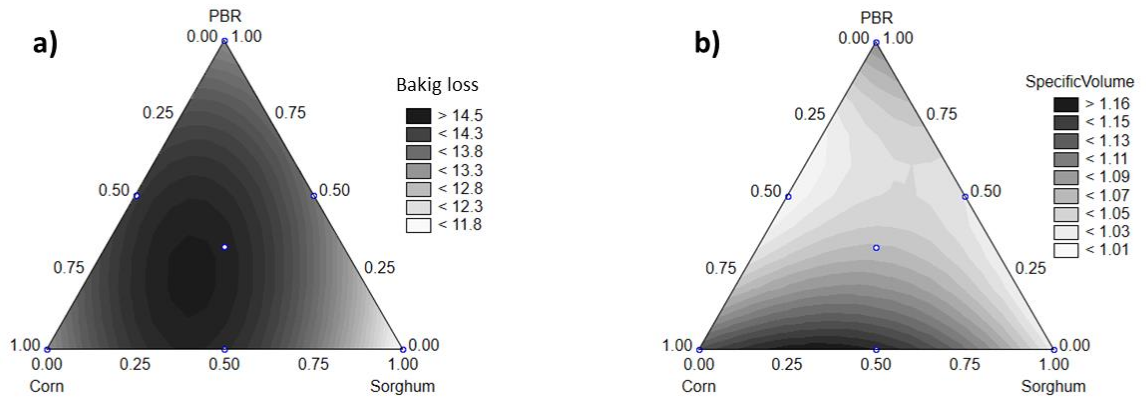 a)
PBR
0.00 1.00
0.25 0.75
0.50 0.50
0.75 0.25
1.00 0.00
0.00 0.25 0.50 0.75 1.00
Corn Sorghum
Bakig loss
> 14.5
< 14.3
< 13.8
< 13.3
< 12.8
< 12.3
< 11.8
b)
PBR
0.00 1.00
0.25 0.75
0.50 0.50
0.75 0.25
1.00 0.00
0.00 0.25 0.50 0.75 1.00
Corn Sorghum
SpecificVolume
> 1.16
< 1.15
< 1.13
< 1.11
< 1.09
< 1.07
< 1.05
< 1.03
< 1.01